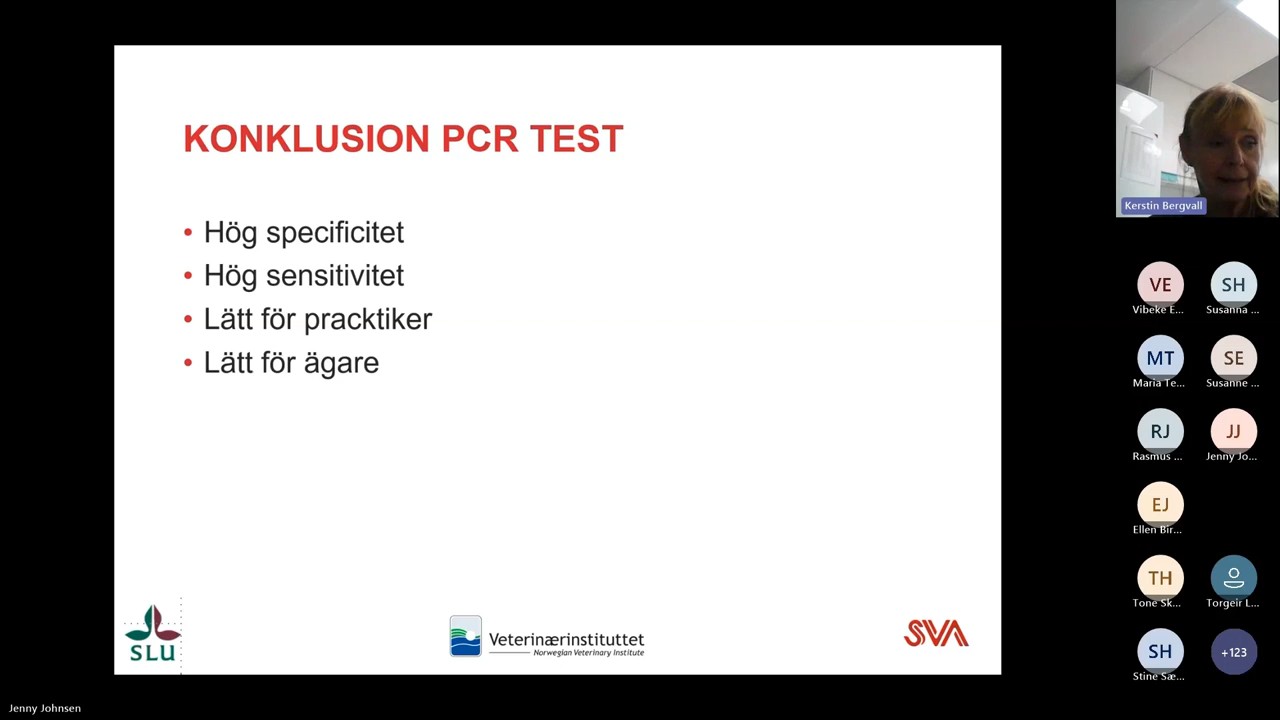 KONKLUSION PCR TEST
• Hög specificitet
• Hög sensitivitet
• Lätt för pracktiker
• Lätt för ägare
SLU
Veterinærinstituttet
Norwegian Veterinary Institute
SVA
Kerstin Bergvall
VE
Vibeke E...
SH
Susanna ...
MT
Maria Te...
SE
Susanne ...
RJ
Rasmus ...
JJ
Jenny Jo...
EJ
Ellen Bir...
TH
Tone Sk...
Torgeir L...
SH
Stine Sæ...
+123
Jenny Johnsen